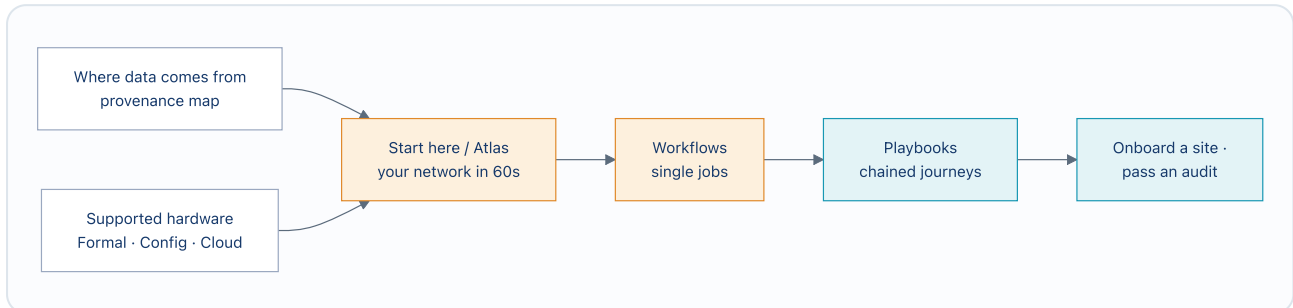 Where data comes from
provenance map
Supported hardware
Formal · Config · Cloud
Start here / Atlas
your network in 60s
Workflows
single jobs
Playbooks
chained journeys
Onboard a site ·
pass an audit